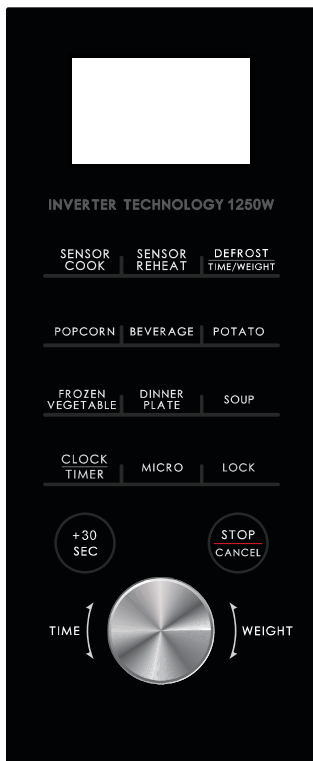 INVERTER TECHNOLOGY 1250W
SENSOR COOK
SENSOR REHEAT
DEFROST
TIME/WEIGHT
POPCORN
BEVERAGE
POTATO
FROZEN VEGETABLE
DINNER PLATE
SOUP
CLOCK
TIMER
MICRO
LOCK
+30
SEC
STOP
CANCEL
TIME
WEIGHT